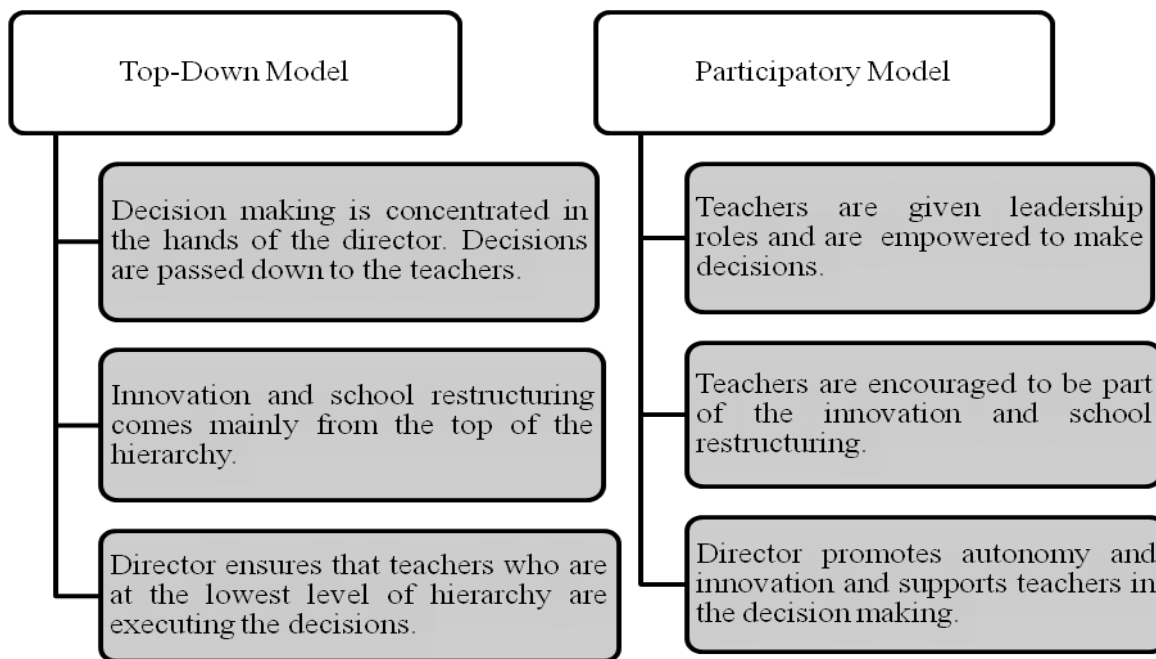 Top-Down Model
Decision making is concentrated in
the hands of the director. Decisions
are passed down to the teachers.
Innovation and school restructuring
comes mainly from the top of the
hierarchy.
Director ensures that teachers who are
at the lowest level of hierarchy are
executing the decisions.
Participatory Model
Teachers are given leadership
roles and are empowered to make
decisions.
Teachers are encouraged to be part
of the innovation and school
restructuring.
Director promotes autonomy and
innovation and supports teachers in
the decision making.